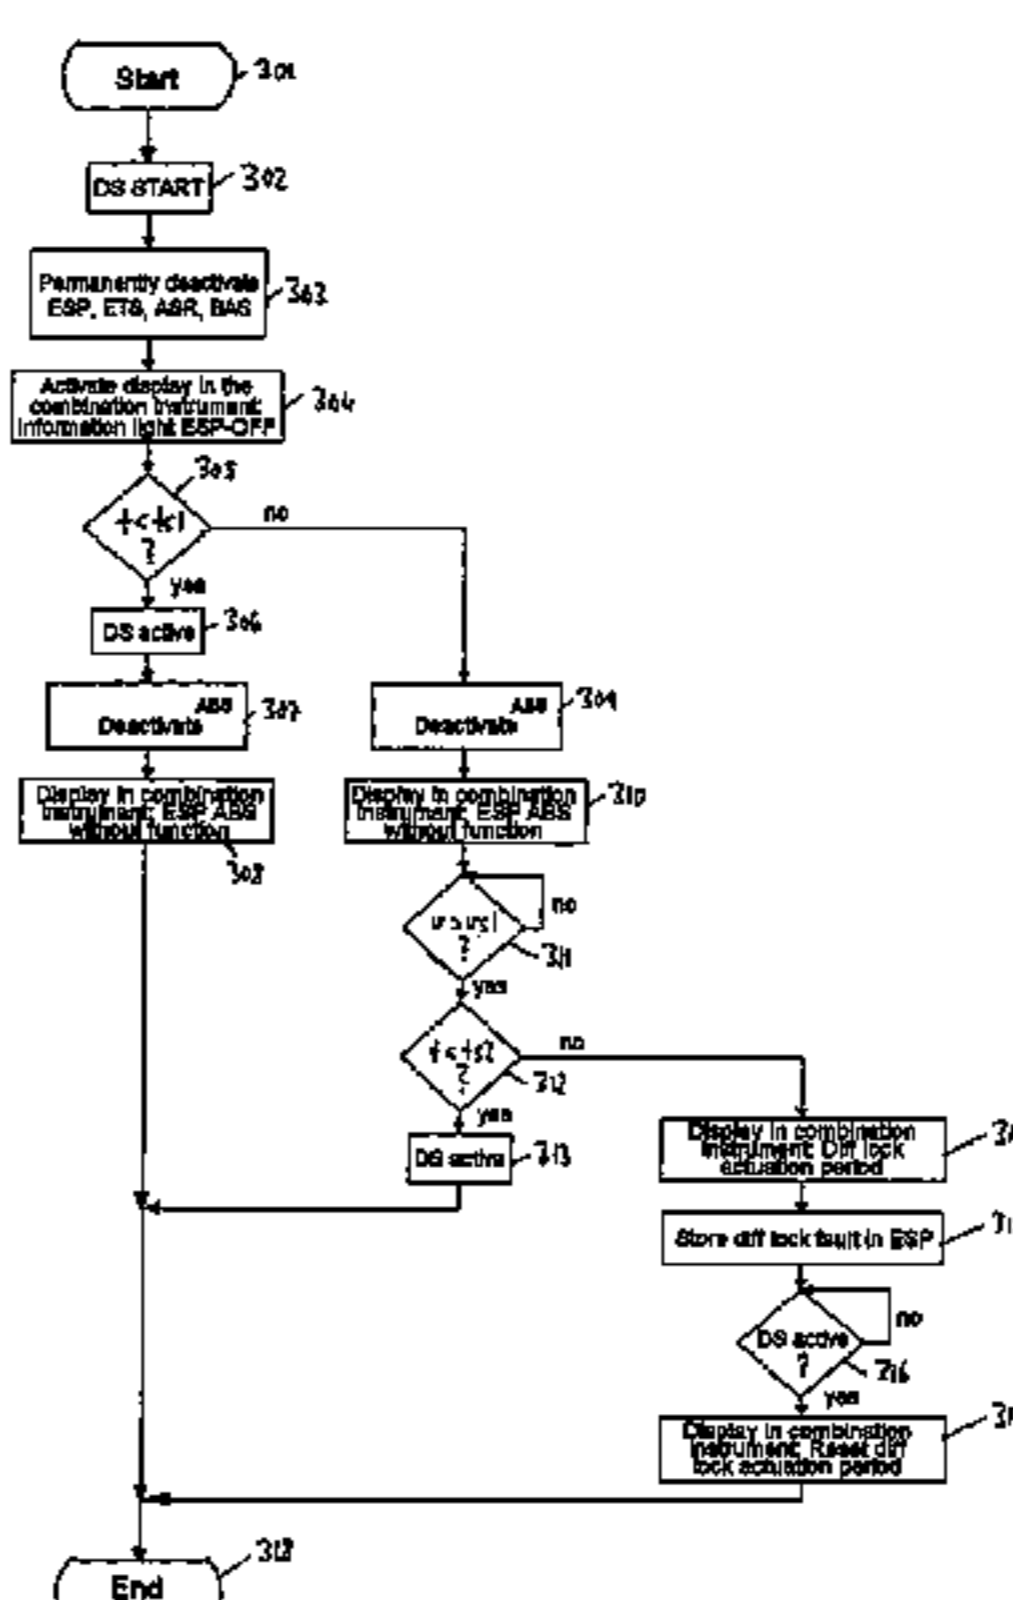 Start
301
DS START
302
Permanently deactivate
ESP, ETS, ASR, BAS
303
Activate display in the
combination instrument:
information light ESP-OFF
304
305
t < ts1
?
no
yes
DS active
306
ABS
Deactivate
307
ABS
Deactivate
309
Display in combination
instrument: ESP ABS
without function
308
Display in combination
instrument: ESP ABS
without function
310
?
no
311
yes
t < ts2
?
no
312
yes
DS active
313
Display in combination
instrument: Diff lock
actuation period
Store diff lock fault in ESP
DS active
?
no
316
yes
Display in combination
instrument: Reset diff
lock actuation period
318
End